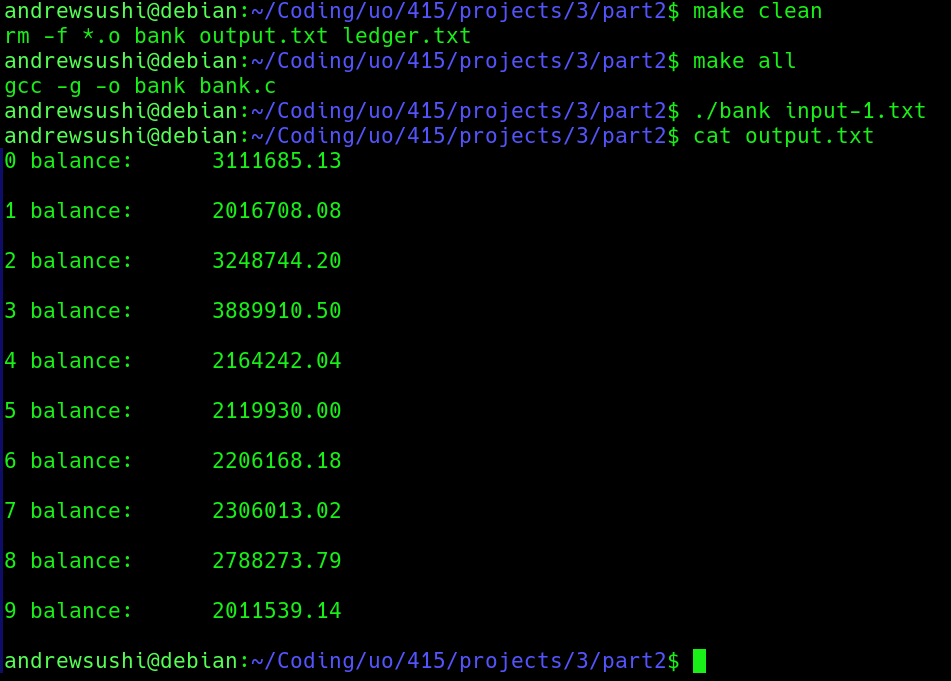 andrewsushi@debian:~/Coding/uo/415/projects/3/part2$ make clean
rm -f *.o bank output.txt ledger.txt
andrewsushi@debian:~/Coding/uo/415/projects/3/part2$ make all
gcc -g -o bank bank.c
andrewsushi@debian:~/Coding/uo/415/projects/3/part2$ ./bank input-1.txt
andrewsushi@debian:~/Coding/uo/415/projects/3/part2$ cat output.txt
0 balance:      3111685.13
1 balance:      2016708.08
2 balance:      3248744.20
3 balance:      3889910.50
4 balance:      2164242.04
5 balance:      2119930.00
6 balance:      2206168.18
7 balance:      2306013.02
8 balance:      2788273.79
9 balance:      2011539.14
andrewsushi@debian:~/Coding/uo/415/projects/3/part2$